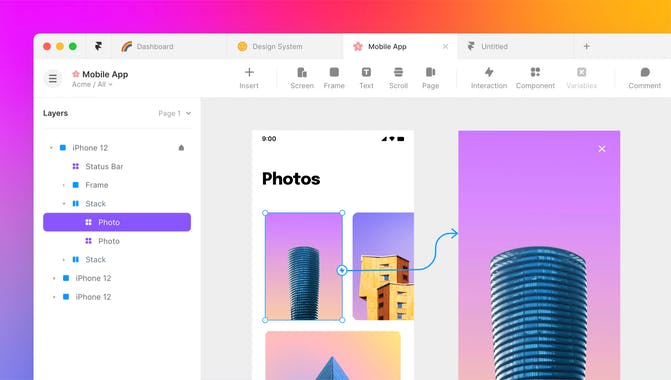 Dashboard
Design System
Mobile App
Untitled
Mobile App
Acme / All
Insert
Screen
Frame
Text
Scroll
Page
Interaction
Component
Variables
Comment
Layers
Page 1
iPhone 12
Status Bar
Frame
Stack
Photo
Photo
Stack
iPhone 12
iPhone 12
9:00
Photos